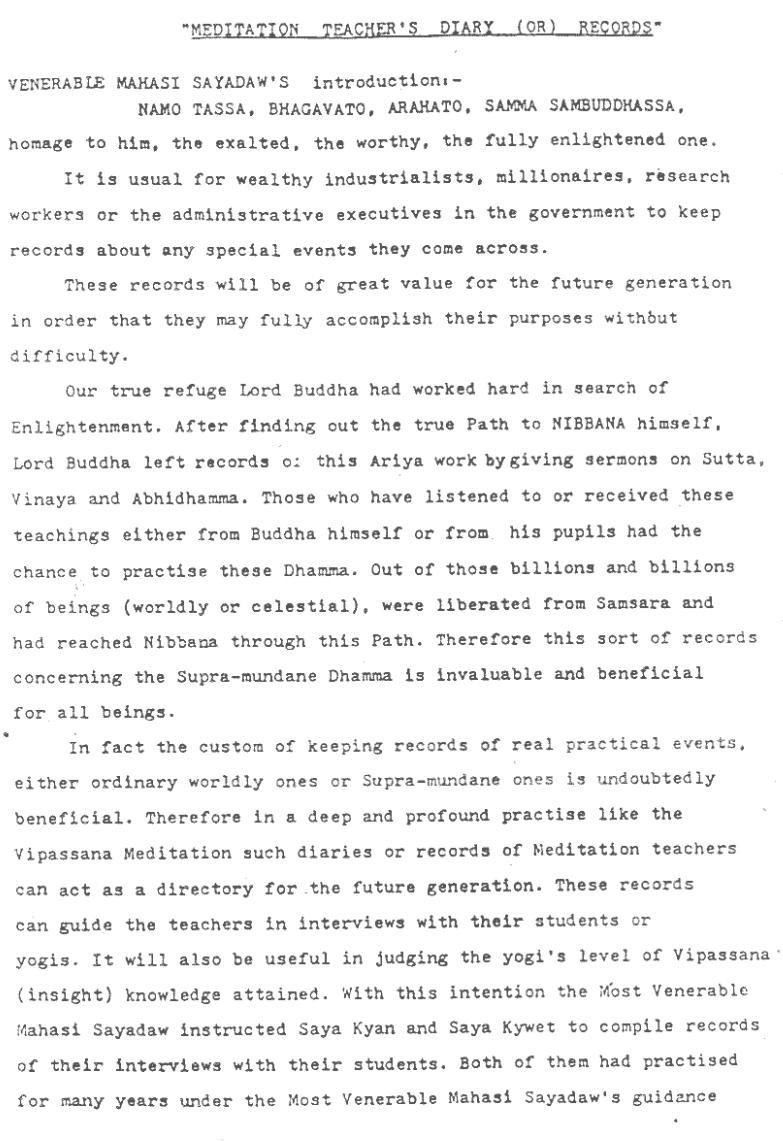 "MEDITATION TEACHER'S DIARY (OR) RECORDS"
VENERABLE MAHASI SAYADAW'S introduction:-
NAMO TASSA, BHAGAVATO, ARAHATO, SAMMA SAMBUDDHASSA,
homage to him, the exalted, the worthy, the fully enlightened one.
It is usual for wealthy industrialists, millionaires, research
workers or the administrative executives in the government to keep
records about any special events they come across.
These records will be of great value for the future generation
in order that they may fully accomplish their purposes without
difficulty.
Our true refuge Lord Buddha had worked hard in search of
Enlightenment. After finding out the true Path to NIBBANA himself,
Lord Buddha left records of this Ariya work by giving sermons on Sutta,
Vinaya and Abhidhamma. Those who have listened to or received these
teachings either from Buddha himself or from his pupils had the
chance to practise these Dhamma. Out of those billions and billions
of beings (worldly or celestial), were liberated from Samsara and
had reached Nibbana through this Path. Therefore this sort of records
concerning the Supra-mundane Dhamma is invaluable and beneficial
for all beings.
In fact the custom of keeping records of real practical events,
either ordinary worldly ones or Supra-mundane ones is undoubtedly
beneficial. Therefore in a deep and profound practise like the
Vipassana Meditation such diaries or records of Meditation teachers
can act as a directory for the future generation. These records
can guide the teachers in interviews with their students or
yogis. It will also be useful in judging the yogi's level of Vipassana
(insight) knowledge attained. With this intention the Most Venerable
Mahasi Sayadaw instructed Saya Kyan and Saya Kywet to compile records
of their interviews with their students. Both of them had practised
for many years under the Most Venerable Mahasi Sayadaw's guidance